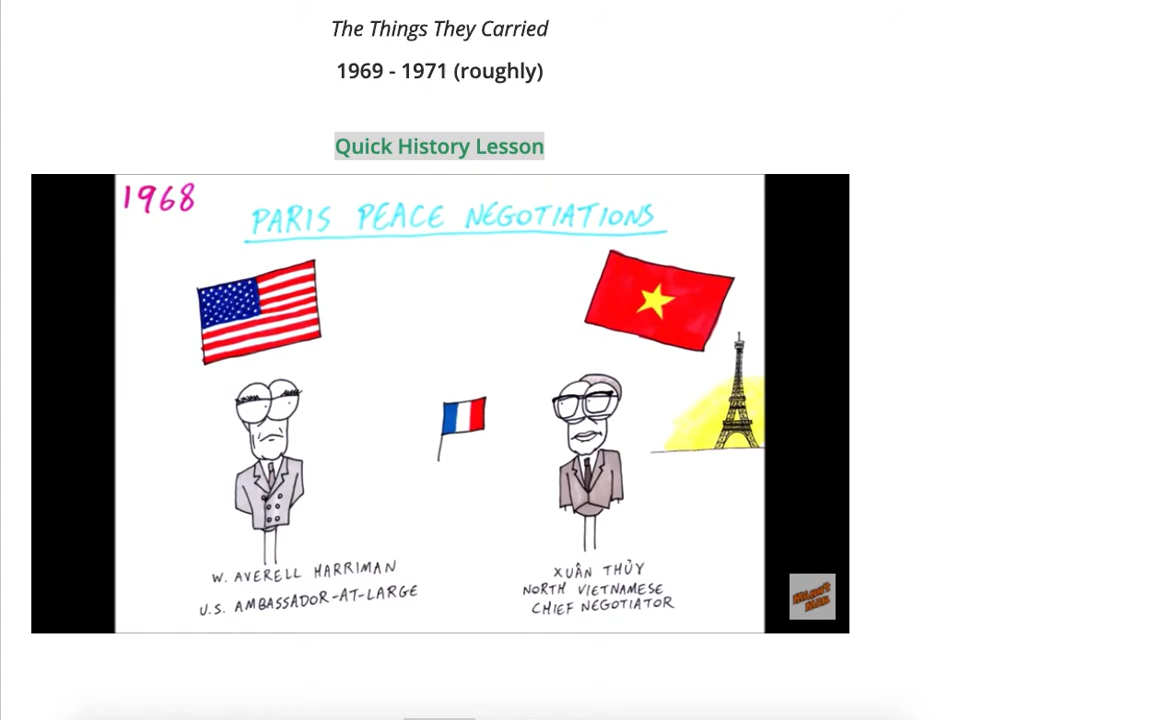 The Things They Carried
1969 - 1971 (roughly)
Quick History Lesson
1968
PARIS PEACE NEGOTIATIONS
W. AVERELL HARRIMAN
U.S. AMBASSADOR-AT-LARGE
XUÂN THỦY
NORTH VIETNAMESE
CHIEF NEGOTIATOR